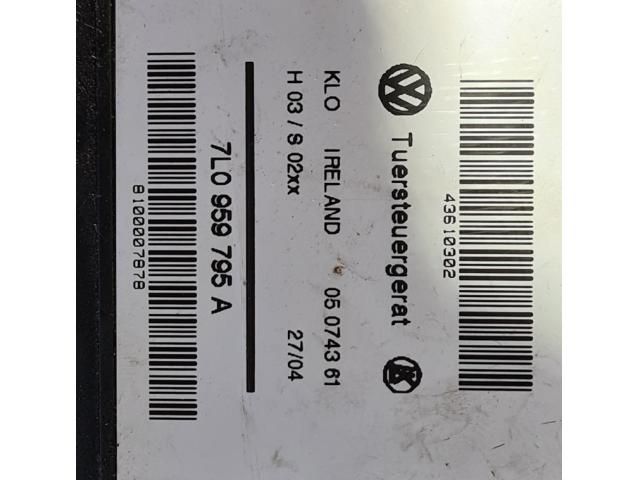 43610302
Tuersteuergerat
KLO IRELAND 05 0743 61
H 03 / S 02xx 27/04
7L0 959 795 A
8100007878